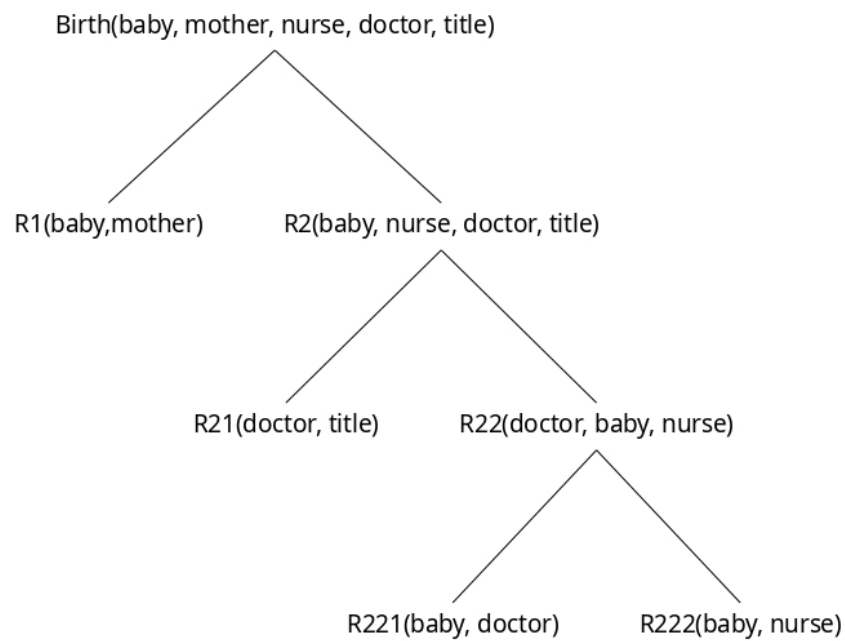 Birth(baby, mother, nurse, doctor, title)
R1(baby,mother)
R2(baby, nurse, doctor, title)
R21(doctor, title)
R22(doctor, baby, nurse)
R221(baby, doctor)
R222(baby, nurse)